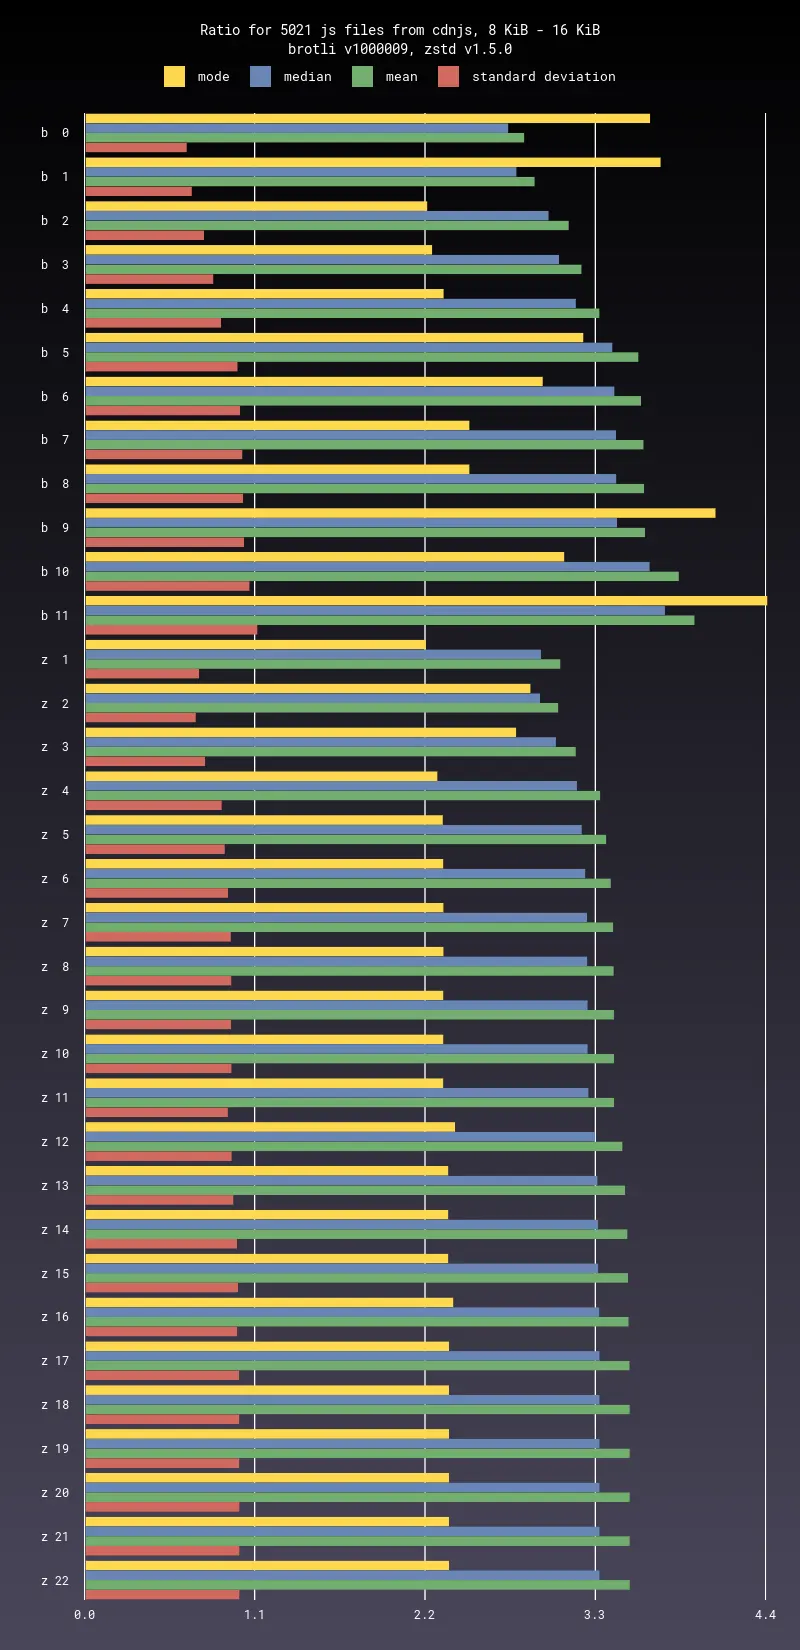 Ratio for 5021 js files from cdnjs, 8 KiB - 16 KiB
brotli v1000009, zstd v1.5.0
mode median mean standard deviation
b 0
b 1
b 2
b 3
b 4
b 5
b 6
b 7
b 8
b 9
b 10
b 11
z 1
z 2
z 3
z 4
z 5
z 6
z 7
z 8
z 9
z 10
z 11
z 12
z 13
z 14
z 15
z 16
z 17
z 18
z 19
z 20
z 21
z 22
0.0 1.1 2.2 3.3 4.4